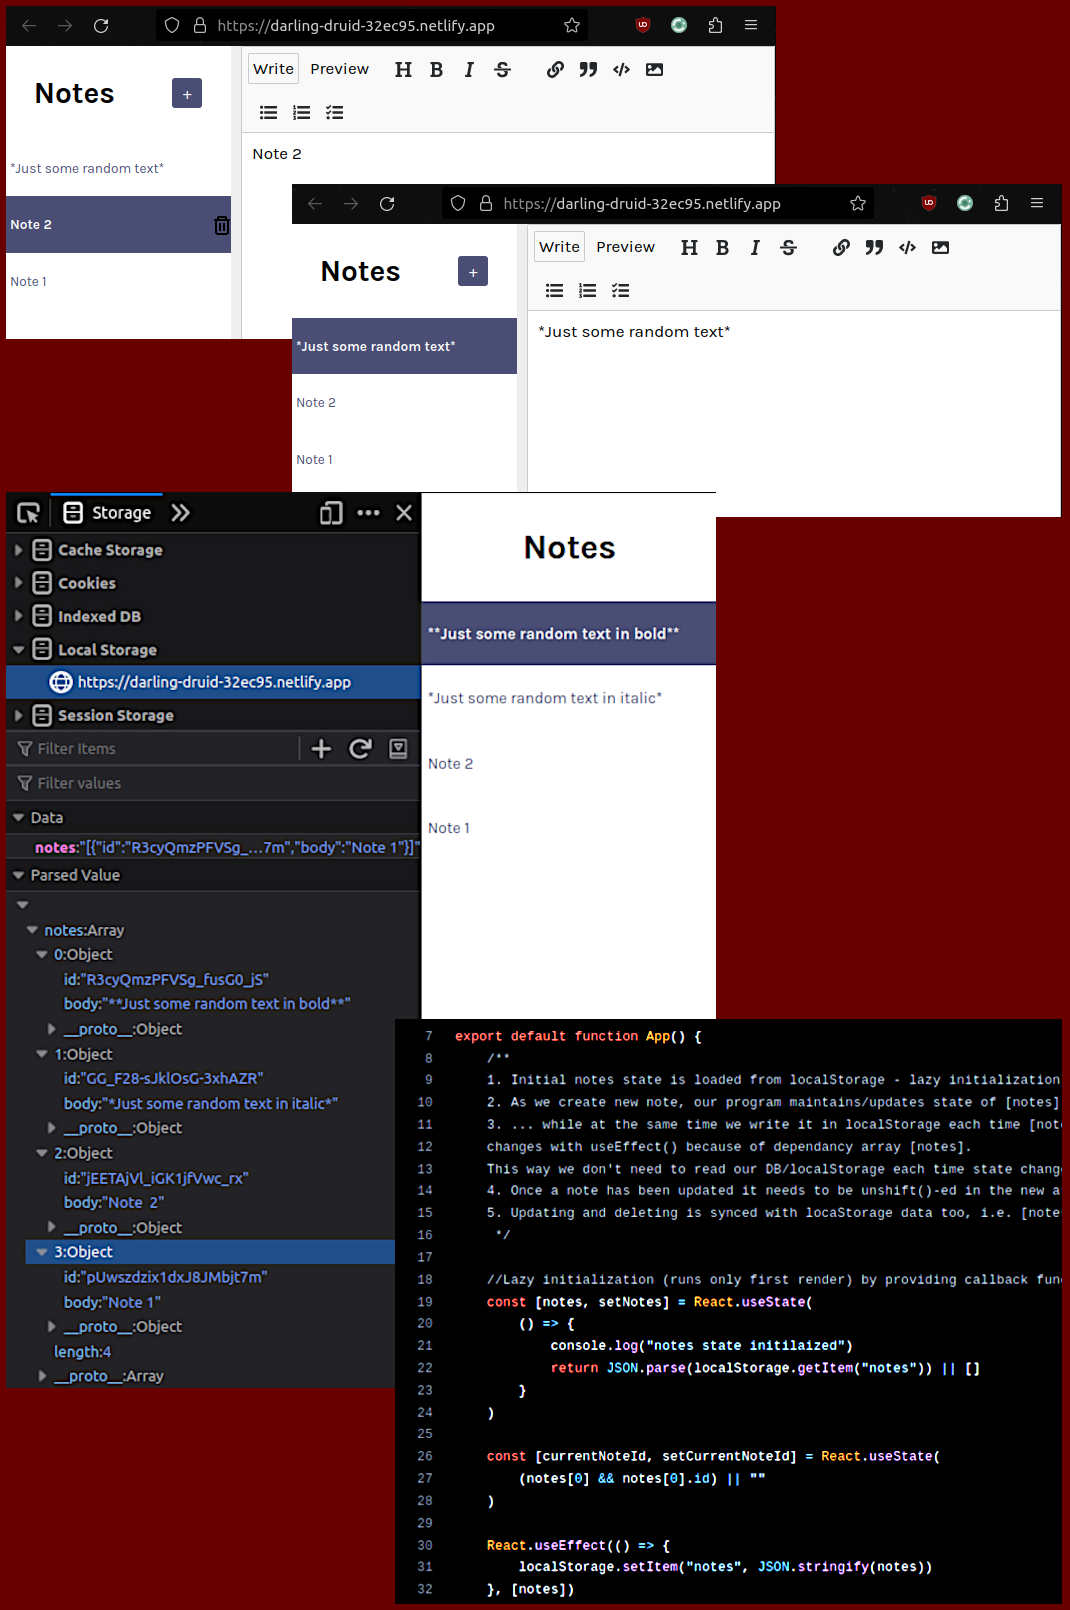 https://darling-druid-32ec95.netlify.app
Notes
+
Write Preview H B I S
*Just some random text*
Note 2
Note 1
Note 2
https://darling-druid-32ec95.netlify.app
Notes
+
Write Preview H B I S
*Just some random text*
Note 2
Note 1
*Just some random text*
Storage
Cache Storage
Cookies
Indexed DB
Local Storage
https://darling-druid-32ec95.netlify.app
Session Storage
Filter Items
Filter values
Data
notes:"[{"id":"R3cyQmzPFVSg_...7m","body":"Note 1"}]"
Parsed Value
notes:Array
0:Object
id:"R3cyQmzPFVSg_fusG0_jS"
body:"**Just some random text in bold**"
__proto__:Object
1:Object
id:"GG_F28-sJklOsG-3xhAZR"
body:"*Just some random text in italic*"
__proto__:Object
2:Object
id:"jEETAjVl_iGK1jfVwc_rx"
body:"Note  2"
__proto__:Object
3:Object
id:"pUwszdzix1dxJ8JMbjt7m"
body:"Note 1"
__proto__:Object
length:4
__proto__:Array
Notes
**Just some random text in bold**
*Just some random text in italic*
Note 2
Note 1
7 export default function App() {
8 /**
9 1. Initial notes state is loaded from localStorage - lazy initialization
10 2. As we create new note, our program maintains/updates state of [notes]
11 3. ... while at the same time we write it in localStorage each time [not
12 changes with useEffect() because of dependancy array [notes].
13 This way we don't need to read our DB/localStorage each time state chang
14 4. Once a note has been updated it needs to be unshift()-ed in the new a
15 5. Updating and deleting is synced with locaStorage data too, i.e. [note
16 */
17
18 //Lazy initialization (runs only first render) by providing callback fun
19 const [notes, setNotes] = React.useState(
20 () => {
21 console.log("notes state initilaized")
22 return JSON.parse(localStorage.getItem("notes")) || []
23 }
24 )
25
26 const [currentNoteId, setCurrentNoteId] = React.useState(
27 (notes[0] && notes[0].id) || ""
28 )
29
30 React.useEffect(() => {
31 localStorage.setItem("notes", JSON.stringify(notes))
32 }, [notes])